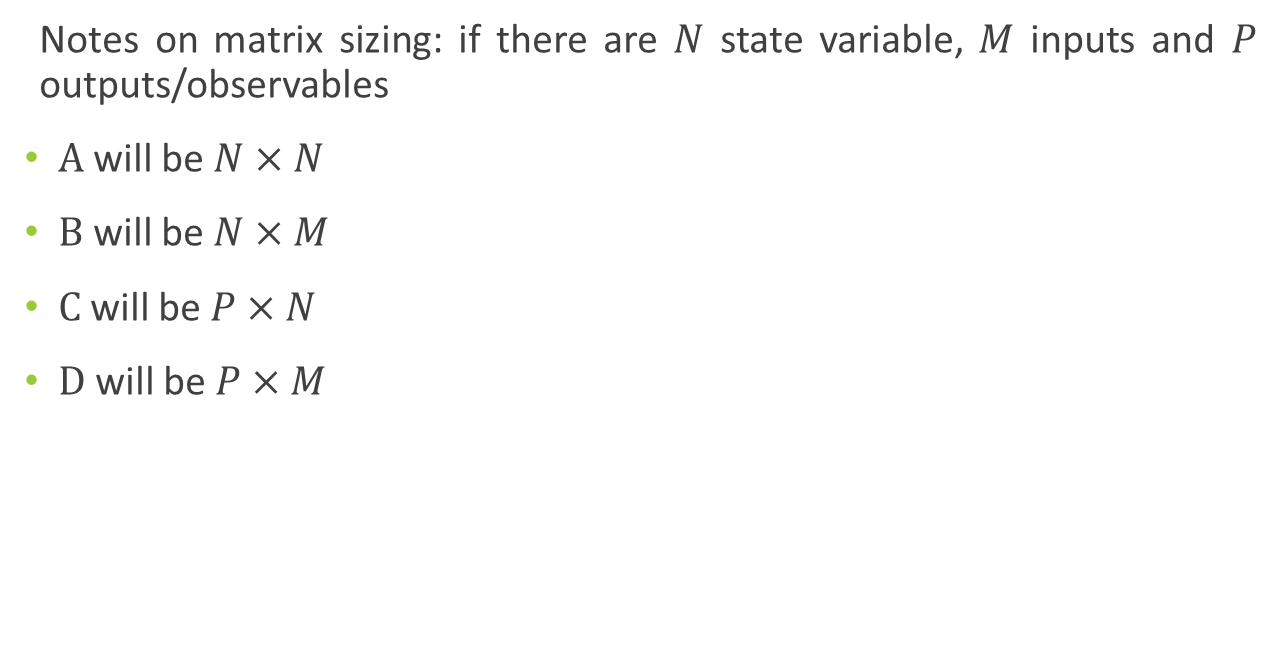 Notes on matrix sizing: if there are N state variable, M inputs and P
outputs/observables
• A will be N × N
• B will be N × M
• C will be P × N
• D will be P × M